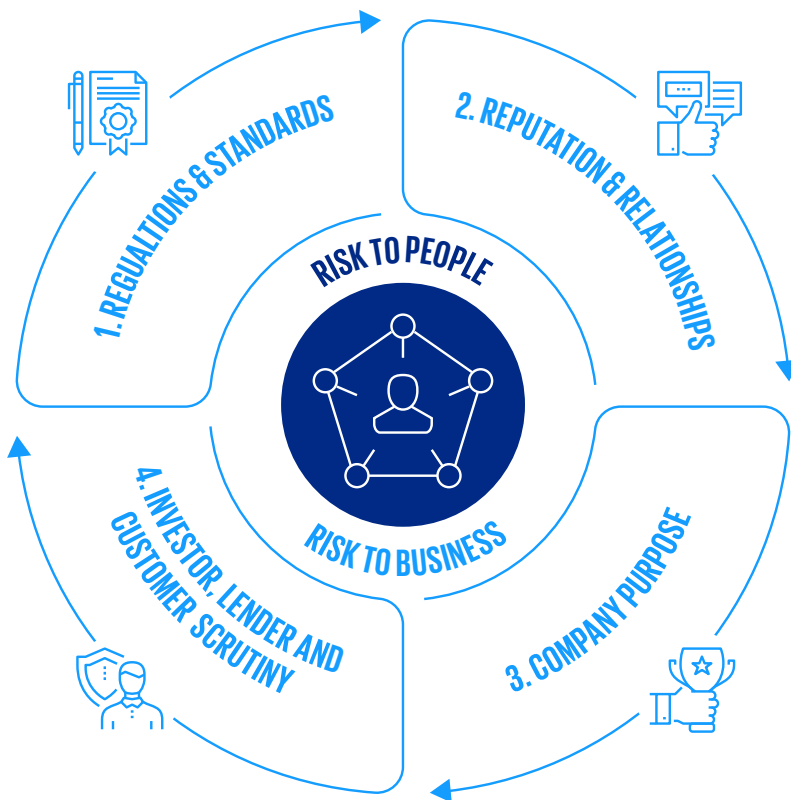 1. REGUALTIONS & STANDARDS
2. REPUTATION & RELATIONSHIPS
RISK TO PEOPLE
RISK TO BUSINESS
3. COMPANY PURPOSE
4. INVESTOR, LENDER AND
CUSTOMER SCRUTINY